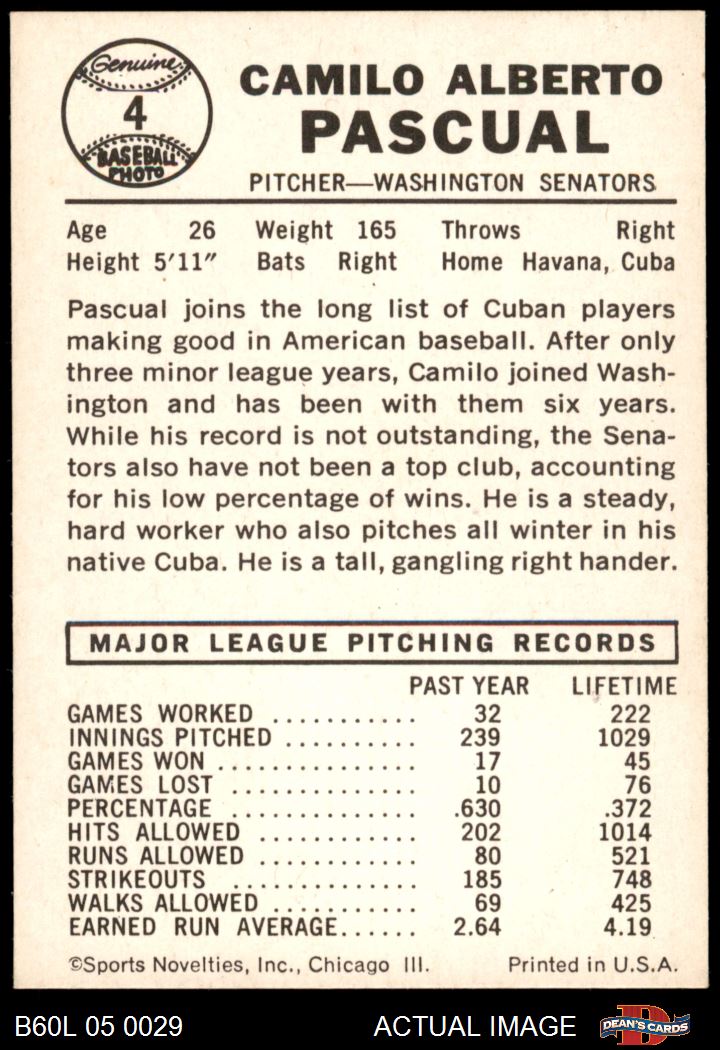 Genuine
4
BASEBALL
PHOTO
CAMILO ALBERTO
PASCUAL
PITCHER—WASHINGTON SENATORS
Age 26 Weight 165 Throws Right
Height 5'11" Bats Right Home Havana, Cuba
Pascual joins the long list of Cuban players
making good in American baseball. After only
three minor league years, Camilo joined Wash-
ington and has been with them six years.
While his record is not outstanding, the Sena-
tors also have not been a top club, accounting
for his low percentage of wins. He is a steady,
hard worker who also pitches all winter in his
native Cuba. He is a tall, gangling right hander.
MAJOR LEAGUE PITCHING RECORDS
PAST YEAR LIFETIME
GAMES WORKED ............ 32 222
INNINGS PITCHED .......... 239 1029
GAMES WON ................ 17 45
GAMES LOST ............... 10 76
PERCENTAGE ............... .630 .372
HITS ALLOWED ............. 202 1014
RUNS ALLOWED ............ 80 521
STRIKEOUTS .............. 185 748
WALKS ALLOWED ............ 69 425
EARNED RUN AVERAGE...... 2.64 4.19
©Sports Novelties, Inc., Chicago Ill. Printed in U.S.A.
B60L 05 0029 ACTUAL IMAGE D DEAN'S CARDS